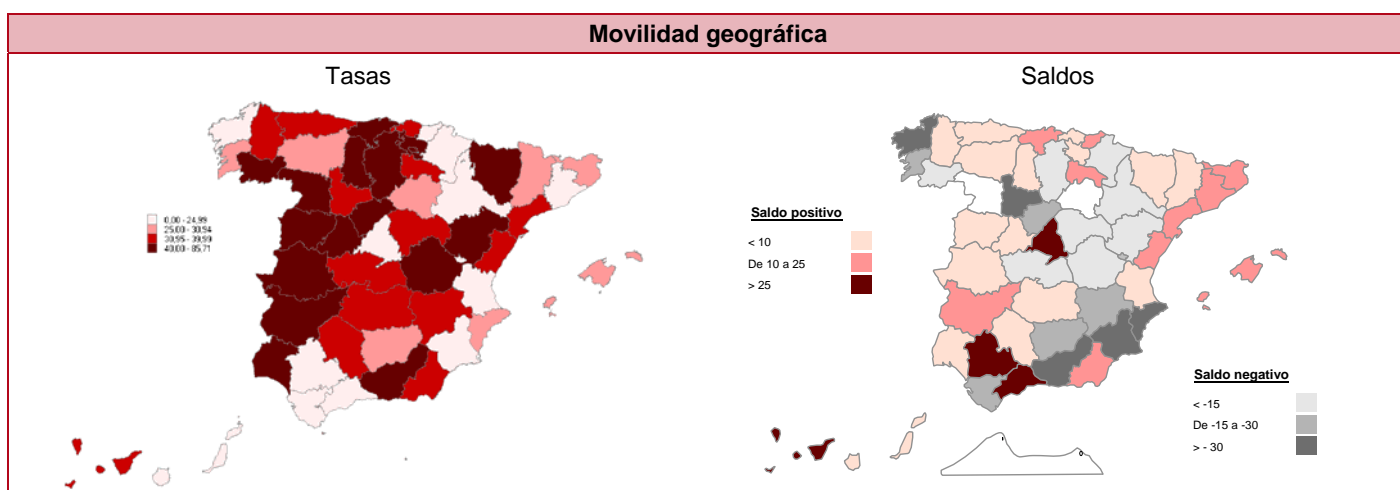 Movilidad geográfica
Tasas
Saldos
0,00 - 24,99
25,00 - 30,94
30,95 - 39,99
40,00 - 85,71
Saldo positivo
< 10
De 10 a 25
> 25
Saldo negativo
< -15
De -15 a -30
> - 30